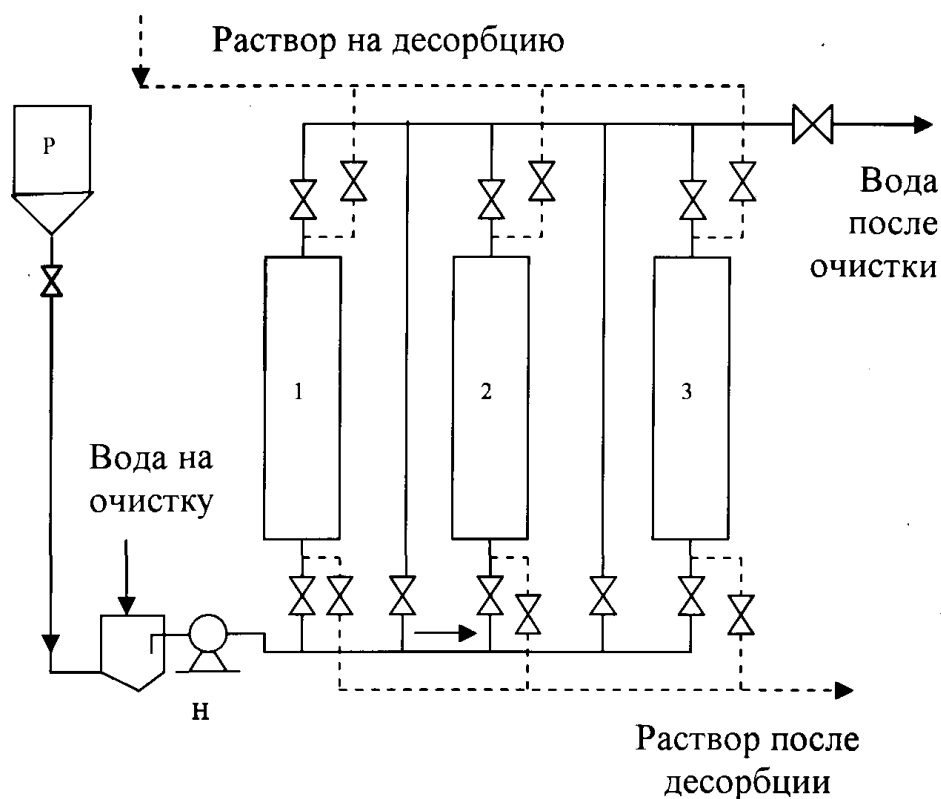 Раствор на десорбцию
Р
Вода
после
очистки
1
2
3
Вода на
очистку
Н
Раствор после
десорбции